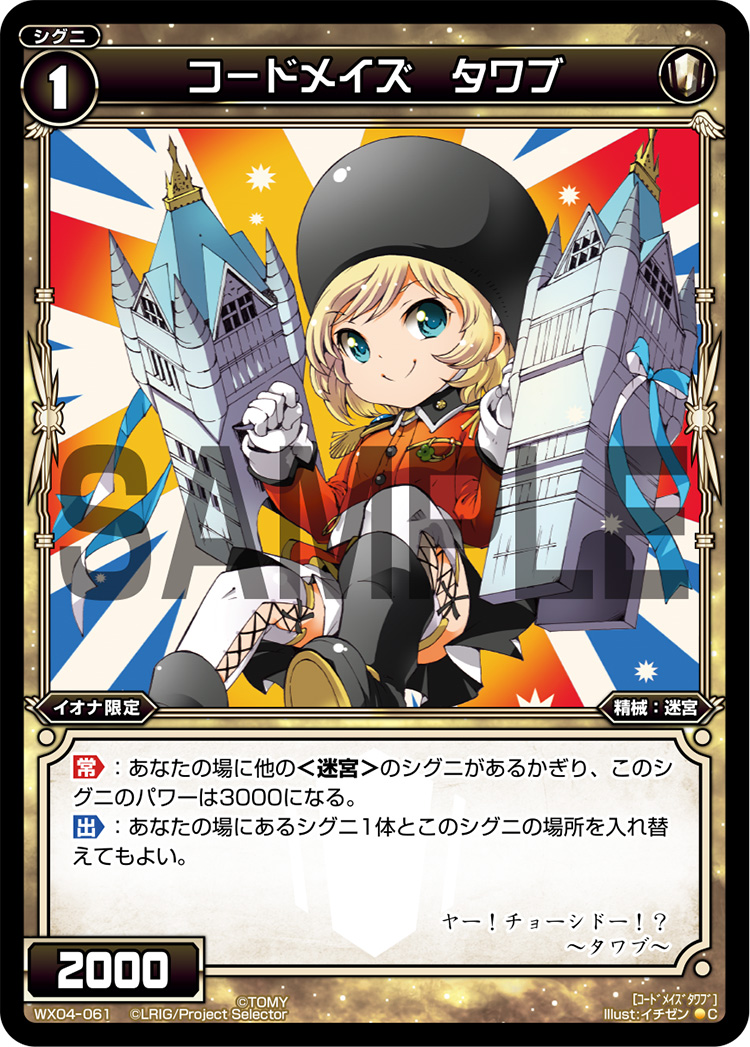 シグニ
1
コードメイズ タワブ
SAMPLE
イオナ限定
精械：迷宮
常：あなたの場に他の＜迷宮＞のシグニがあるかぎり、このシ
グニのパワーは3000になる。
出：あなたの場にあるシグニ1体とこのシグニの場所を入れ替
えてもよい。
ヤー！チョーシドー！？
～タワブ～
2000
WX04-061 ©LRIG/Project Selector
©TOMY
[ｺｰﾄﾞﾒｲｽﾞﾀﾜﾌﾞ]
Illust:イチゼン C